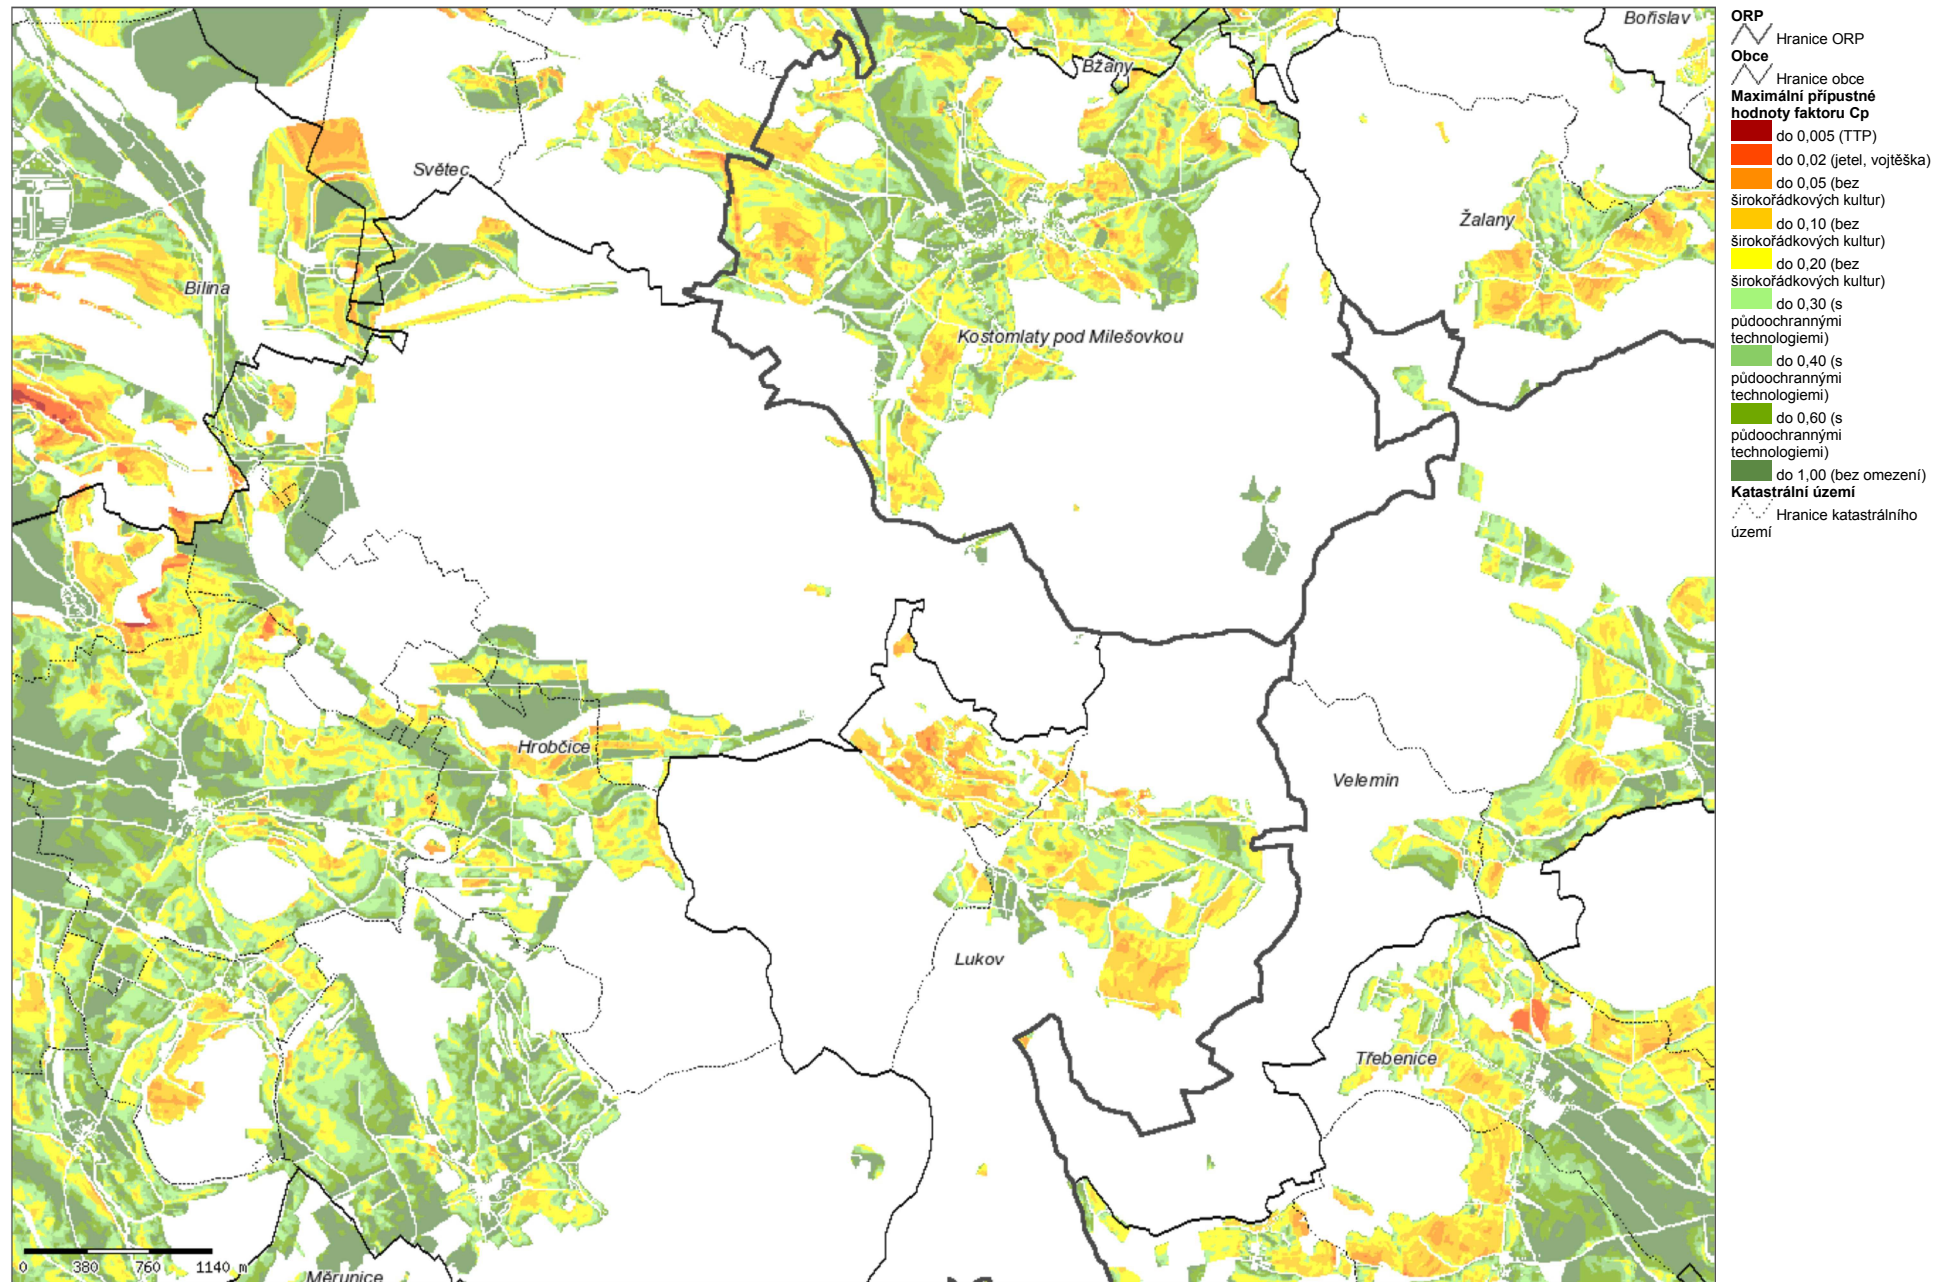 Bořislav
Bžany
Světec
Žalany
Bílina
Kostomlaty pod Milešovkou
Hrobčice
Velemín
Lukov
Třebenice
Měrunice
0 380 760 1140 m
ORP
Hranice ORP
Obce
Hranice obce
Maximální přípustné
hodnoty faktoru Cp
do 0,005 (TTP)
do 0,02 (jetel, vojtěška)
do 0,05 (bez
širokořádkových kultur)
do 0,10 (bez
širokořádkových kultur)
do 0,20 (bez
širokořádkových kultur)
do 0,30 (s
půdoochrannými
technologiemi)
do 0,40 (s
půdoochrannými
technologiemi)
do 0,60 (s
půdoochrannými
technologiemi)
do 1,00 (bez omezení)
Katastrální území
Hranice katastrálního
území